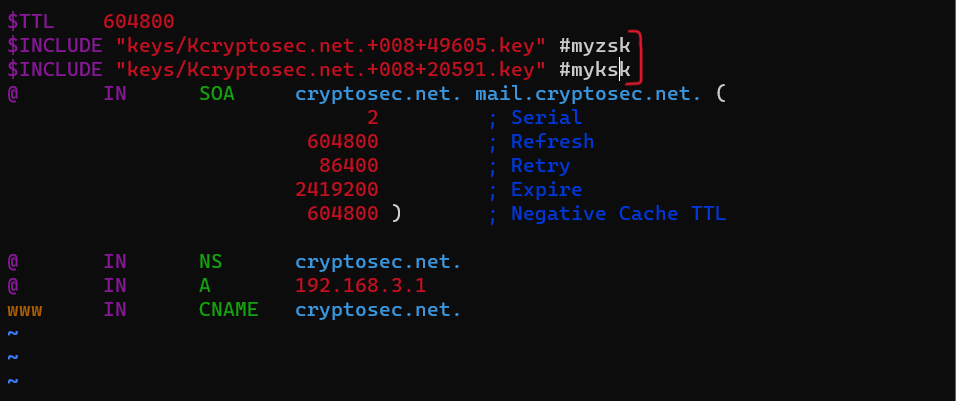 $TTL 604800
$INCLUDE "keys/Kcryptosec.net.+008+49605.key" #myzsk
$INCLUDE "keys/Kcryptosec.net.+008+20591.key" #myksk
@ IN SOA cryptosec.net. mail.cryptosec.net. (
2 ; Serial
604800 ; Refresh
86400 ; Retry
2419200 ; Expire
604800 ) ; Negative Cache TTL
@ IN NS cryptosec.net.
@ IN A 192.168.3.1
www IN CNAME cryptosec.net.
~
~
~